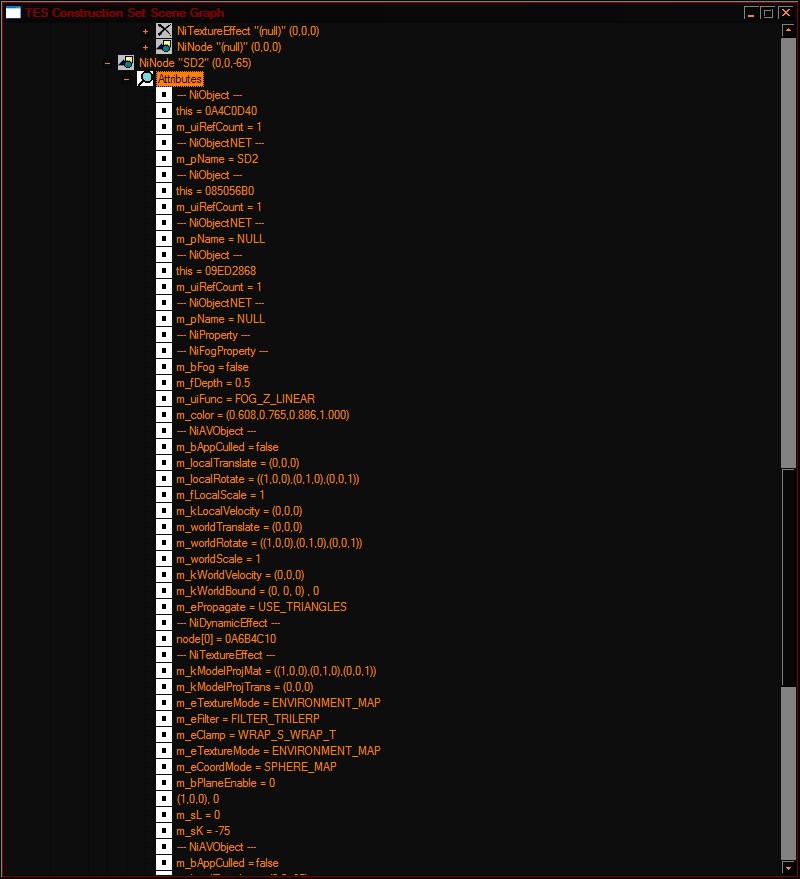 TES Construction Set Scene Graph
NiTextureEffect "(null)" (0,0,0)
NiNode "(null)" (0,0,0)
NiNode "SD2" (0,0,-65)
Attributes
--- NiObject ---
this = 0A4C0D40
m_uiRefCount = 1
--- NiObjectNET ---
m_pName = SD2
--- NiObject ---
this = 085056B0
m_uiRefCount = 1
--- NiObjectNET ---
m_pName = NULL
--- NiObject ---
this = 09ED2868
m_uiRefCount = 1
--- NiObjectNET ---
m_pName = NULL
--- NiProperty ---
--- NiFogProperty ---
m_bFog = false
m_fDepth = 0.5
m_uiFunc = FOG_Z_LINEAR
m_color = (0.608,0.765,0.886,1.000)
--- NiAVObject ---
m_bAppCulled = false
m_localTranslate = (0,0,0)
m_localRotate = ((1,0,0),(0,1,0),(0,0,1))
m_fLocalScale = 1
m_kLocalVelocity = (0,0,0)
m_worldTranslate = (0,0,0)
m_worldRotate = ((1,0,0),(0,1,0),(0,0,1))
m_worldScale = 1
m_kWorldVelocity = (0,0,0)
m_kWorldBound = (0, 0, 0) , 0
m_ePropagate = USE_TRIANGLES
--- NiDynamicEffect ---
node[0] = 0A6B4C10
--- NiTextureEffect ---
m_kModelProjMat = ((1,0,0),(0,1,0),(0,0,1))
m_kModelProjTrans = (0,0,0)
m_eTextureMode = ENVIRONMENT_MAP
m_eFilter = FILTER_TRILERP
m_eClamp = WRAP_S_WRAP_T
m_eTextureMode = ENVIRONMENT_MAP
m_eCoordMode = SPHERE_MAP
m_bPlaneEnable = 0
(1,0,0), 0
m_sL = 0
m_sK = -75
--- NiAVObject ---
m_bAppCulled = false